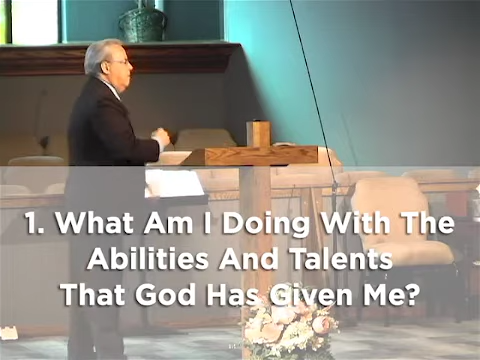 1. What Am I Doing With The
Abilities And Talents
That God Has Given Me?